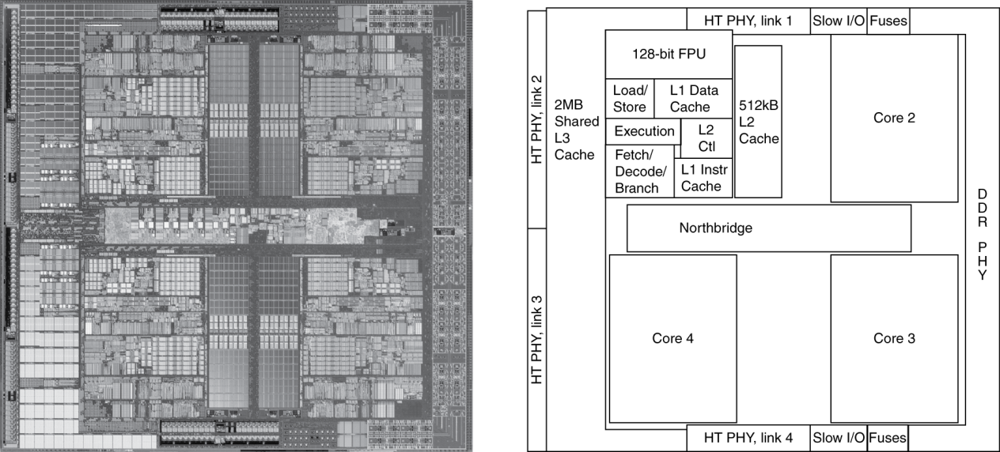 HT PHY, link 1
Slow I/O
Fuses
HT PHY, link 2
2MB
Shared
L3
Cache
128-bit FPU
Load/
Store
L1 Data
Cache
Execution
L2
Ctl
Fetch/
Decode/
Branch
L1 Instr
Cache
512kB
L2
Cache
Core 2
Northbridge
D
D
R
P
H
Y
HT PHY, link 3
Core 4
Core 3
HT PHY, link 4
Slow I/O
Fuses